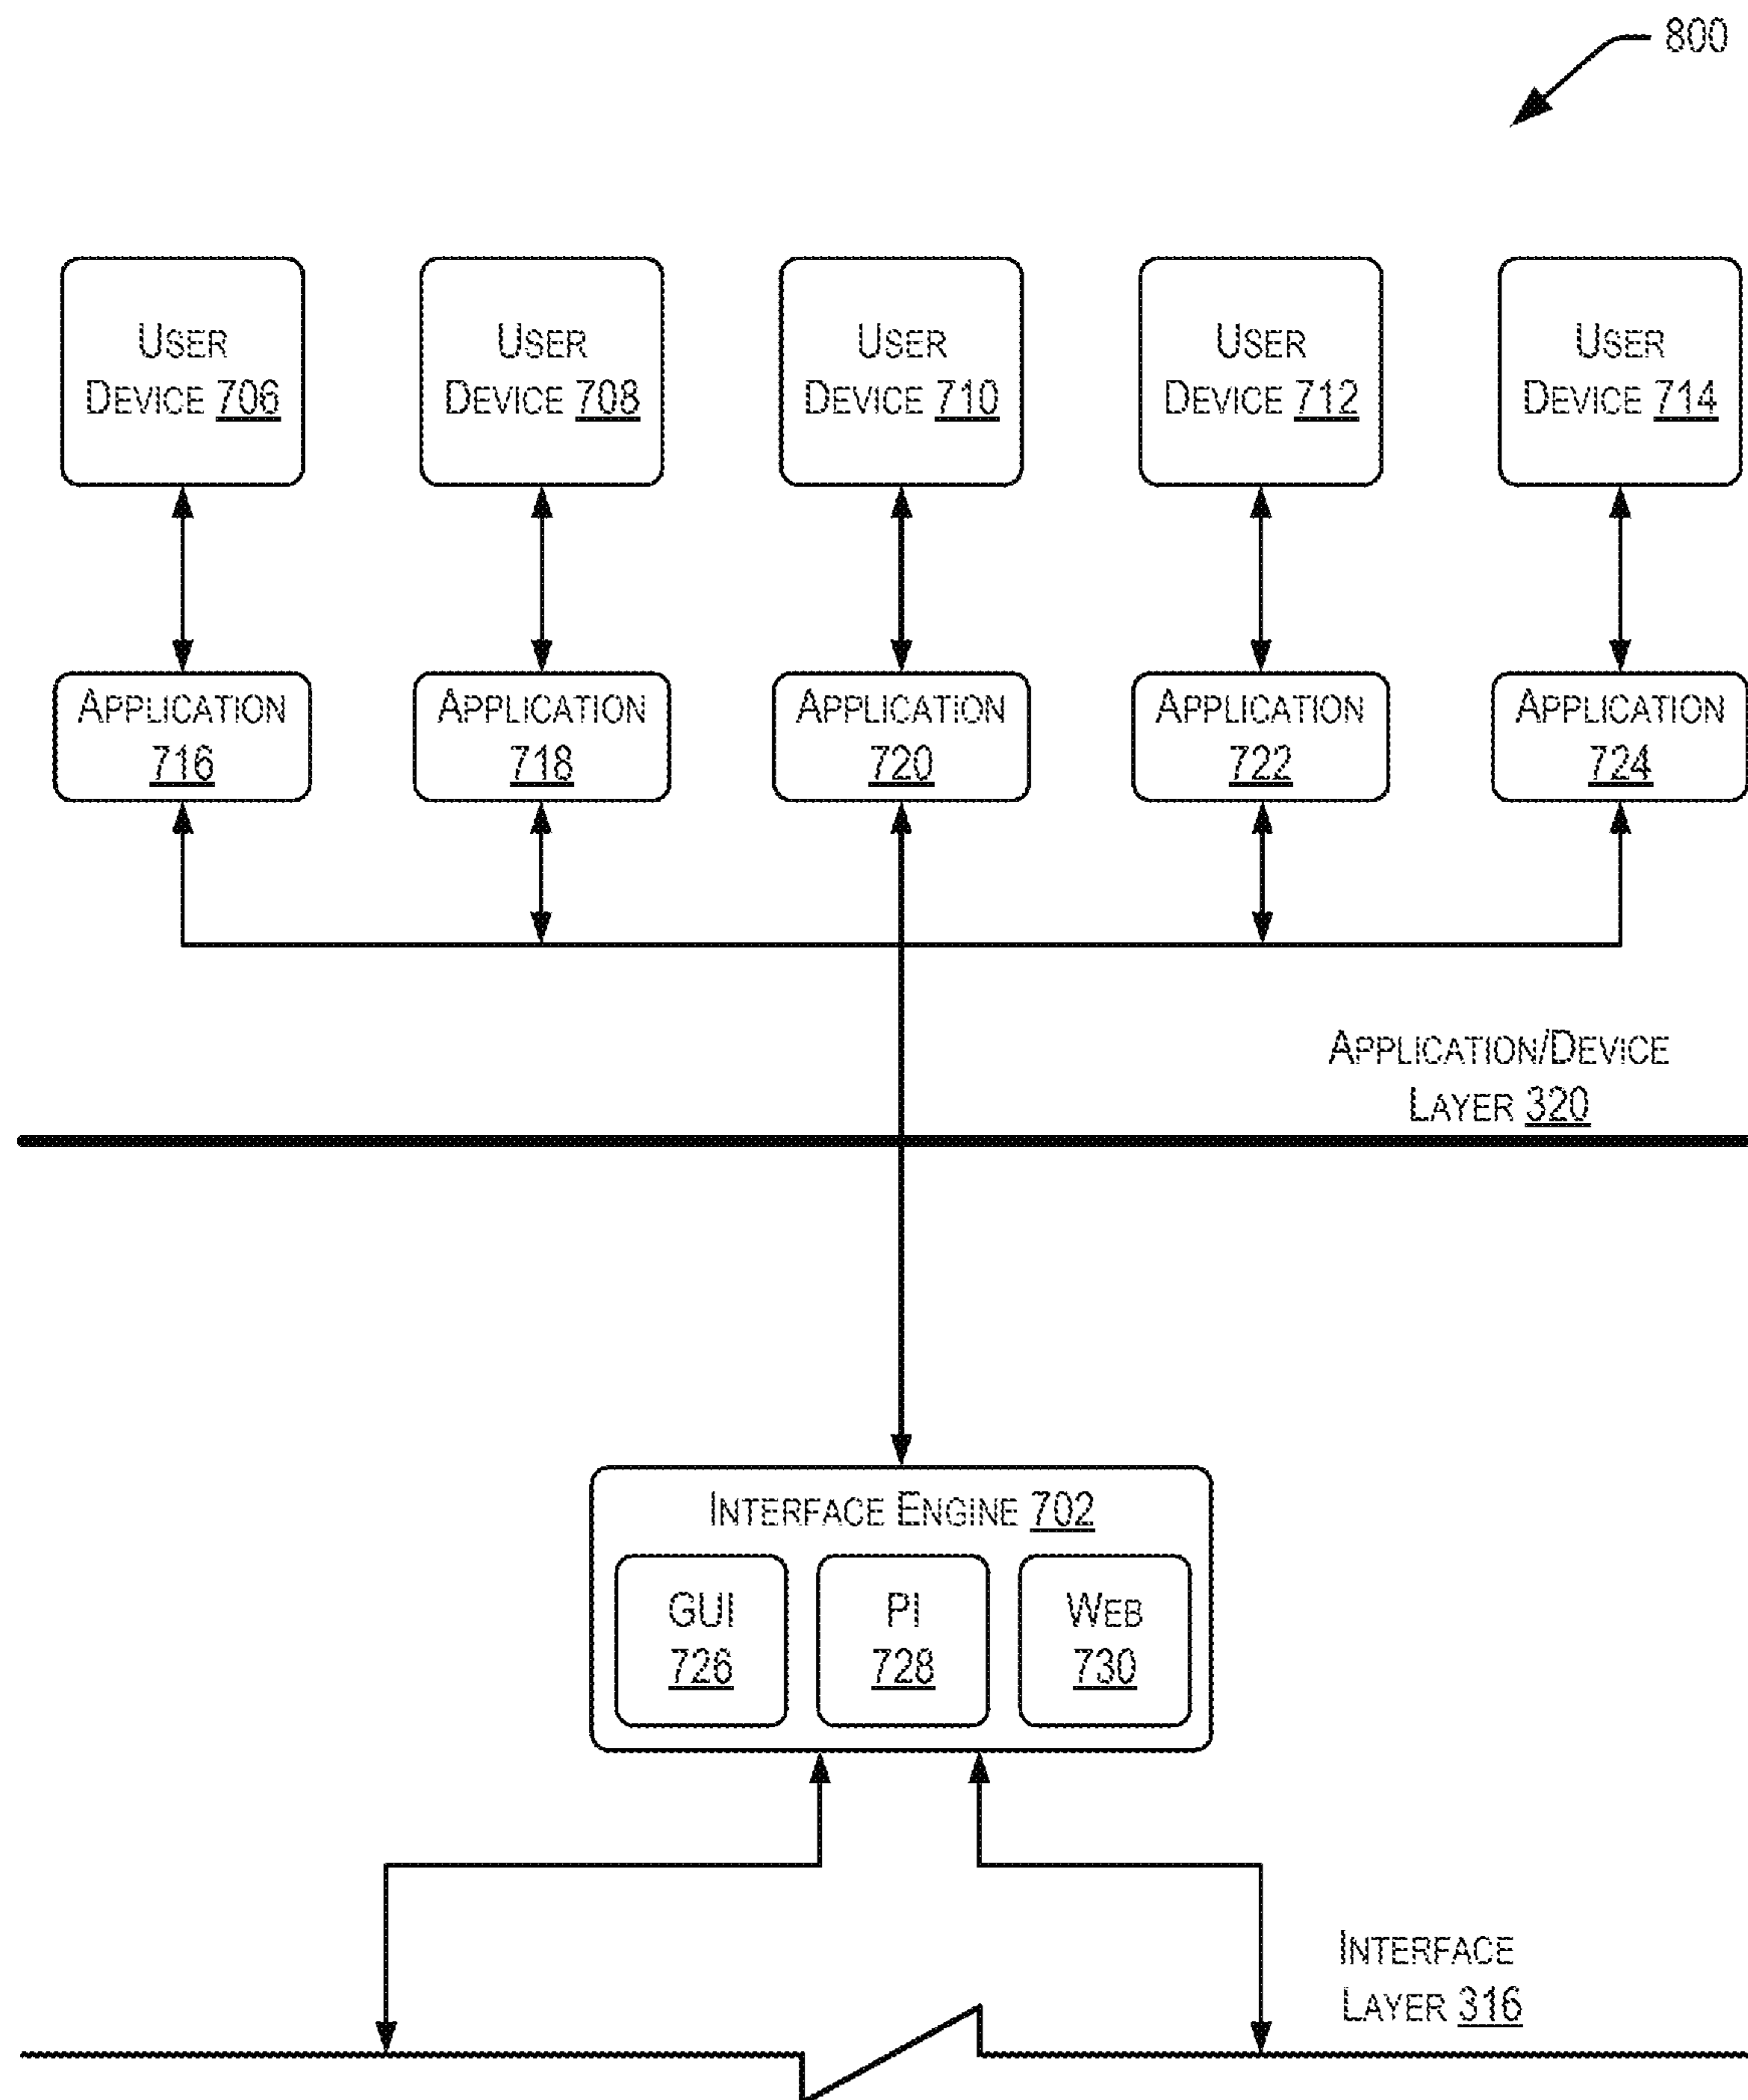 800
User User User User User
Device 706 Device 708 Device 710 Device 712 Device 714
Application Application Application Application Application
716 718 720 722 724
Application/Device
Layer 320
Interface Engine 702
GUI PI Web
726 728 730
Interface
Layer 316